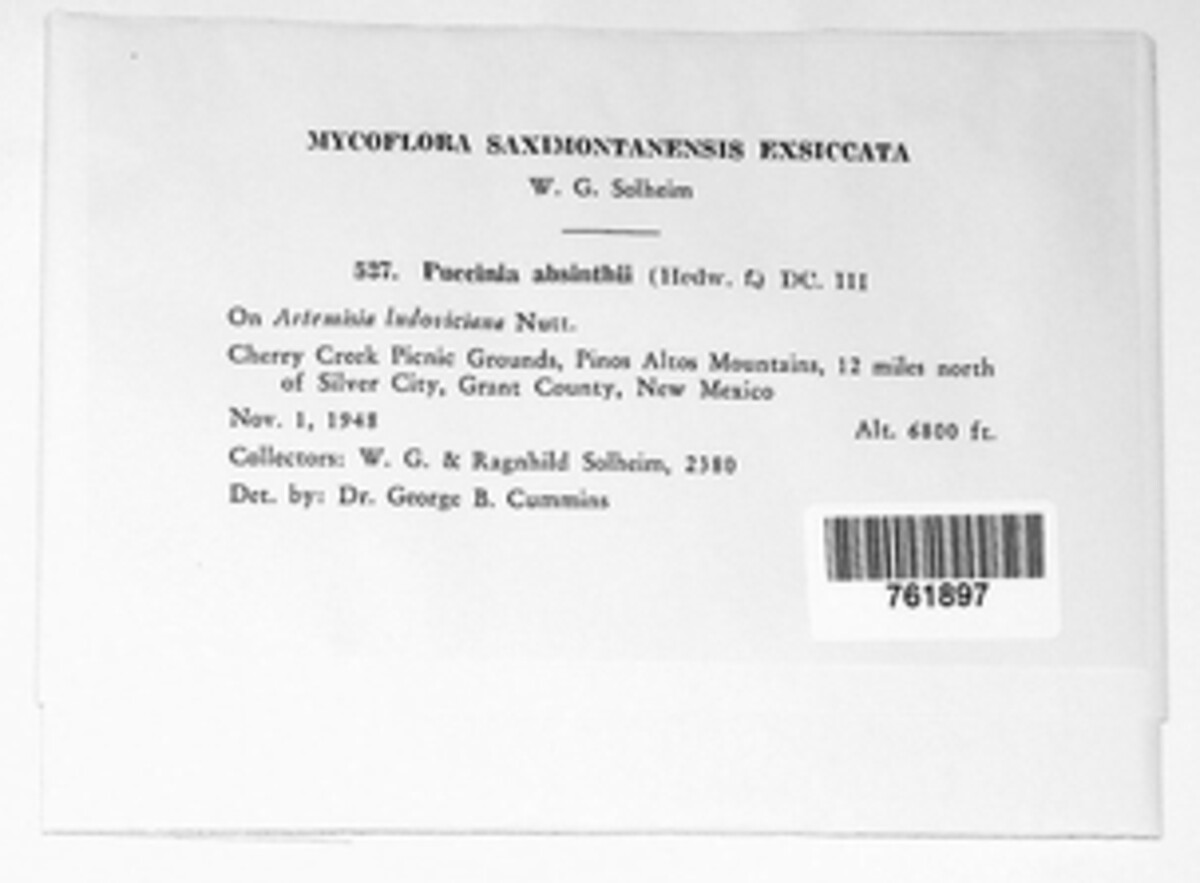 MYCOFLORA SAXIMONTANENSIS EXSICCATA
W. G. Solheim
527. Puccinia absinthii (Hedw. f.) DC. III
On Artemisia ludoviciana Nutt.
Cherry Creek Picnic Grounds, Pinos Altos Mountains, 12 miles north
of Silver City, Grant County, New Mexico
Nov. 1, 1948
Alt. 6800 ft.
Collectors: W. G. & Ragnhild Solheim, 2380
Det. by: Dr. George B. Cummins
761897